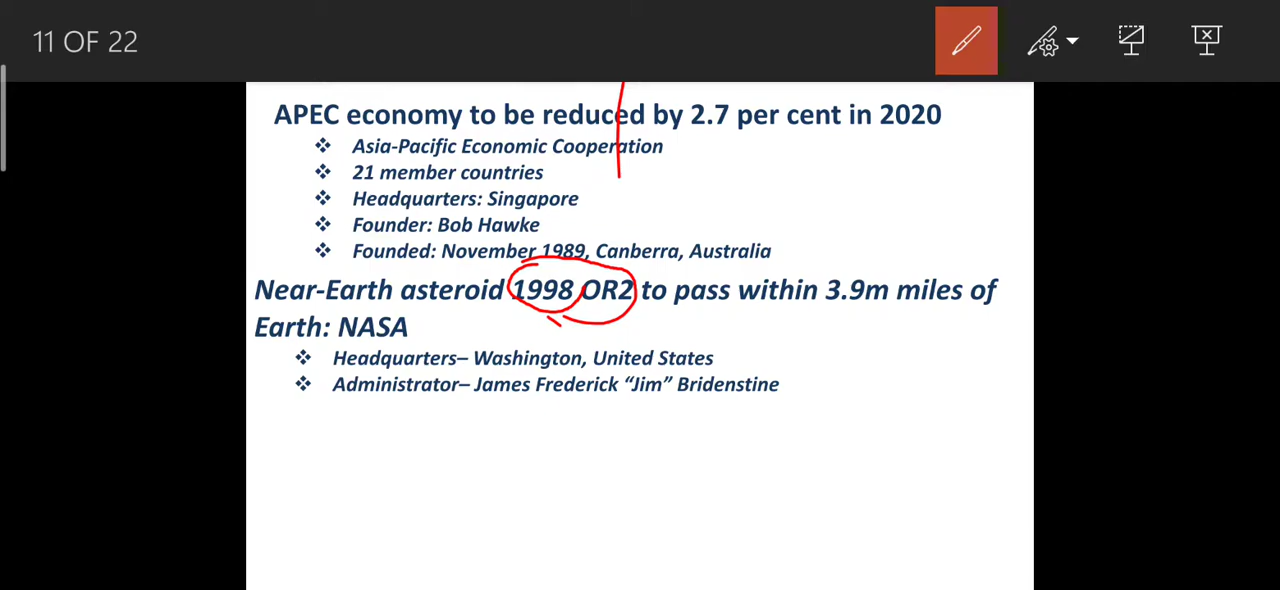 11 OF 22
APEC economy to be reduced by 2.7 per cent in 2020
❖ Asia-Pacific Economic Cooperation
❖ 21 member countries
❖ Headquarters: Singapore
❖ Founder: Bob Hawke
❖ Founded: November 1989, Canberra, Australia
Near-Earth asteroid 1998 OR2 to pass within 3.9m miles of
Earth: NASA
❖ Headquarters– Washington, United States
❖ Administrator– James Frederick “Jim” Bridenstine